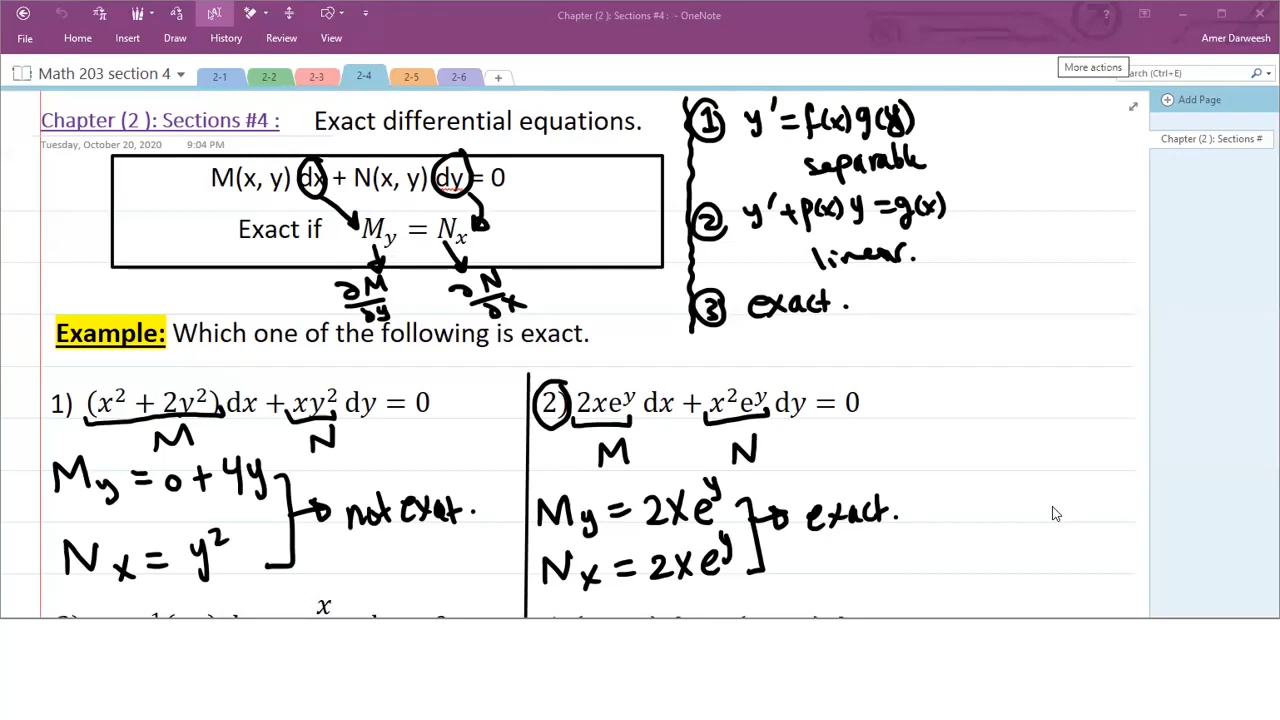 Chapter (2 ): Sections #4 : - OneNote
File Home Insert Draw History Review View
Amer Darweesh
More actions
earch (Ctrl+E)
Math 203 section 4
2-1 2-2 2-3 2-4 2-5 2-6 +
Add Page
Chapter (2 ): Sections #
Chapter (2 ): Sections #4 :
Exact differential equations.
Tuesday, October 20, 2020 9:04 PM
M(x, y) dx + N(x, y) dy = 0
Exact if M_y = N_x
∂M/∂y ∂N/∂x
① y' = f(x)g(y)
separable
② y' + p(x) y = g(x)
linear.
③ exact.
Example: Which one of the following is exact.
1) (x² + 2y²) dx + xy² dy = 0
M N
M_y = 0 + 4y
N_x = y²
not exact.
2) 2xe^y dx + x²e^y dy = 0
M N
M_y = 2xe^y
N_x = 2xe^y
exact.
x